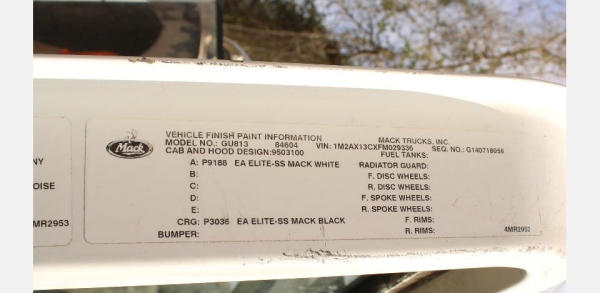 NY
OISE
MR2953
Mack
VEHICLE FINISH PAINT INFORMATION MACK TRUCKS, INC.
MODEL NO.: GU813 84604 VIN: 1M2AX13CXFM029336 SEQ. NO.: G140718056
CAB AND HOOD DESIGN:9503100 FUEL TANKS:
A: P9188 EA ELITE-SS MACK WHITE RADIATOR GUARD:
B: F. DISC WHEELS:
C: R. DISC WHEELS:
D: F. SPOKE WHEELS:
E: R. SPOKE WHEELS:
CRG: P3036 EA ELITE-SS MACK BLACK F. RIMS:
BUMPER: R. RIMS: 4MR2952